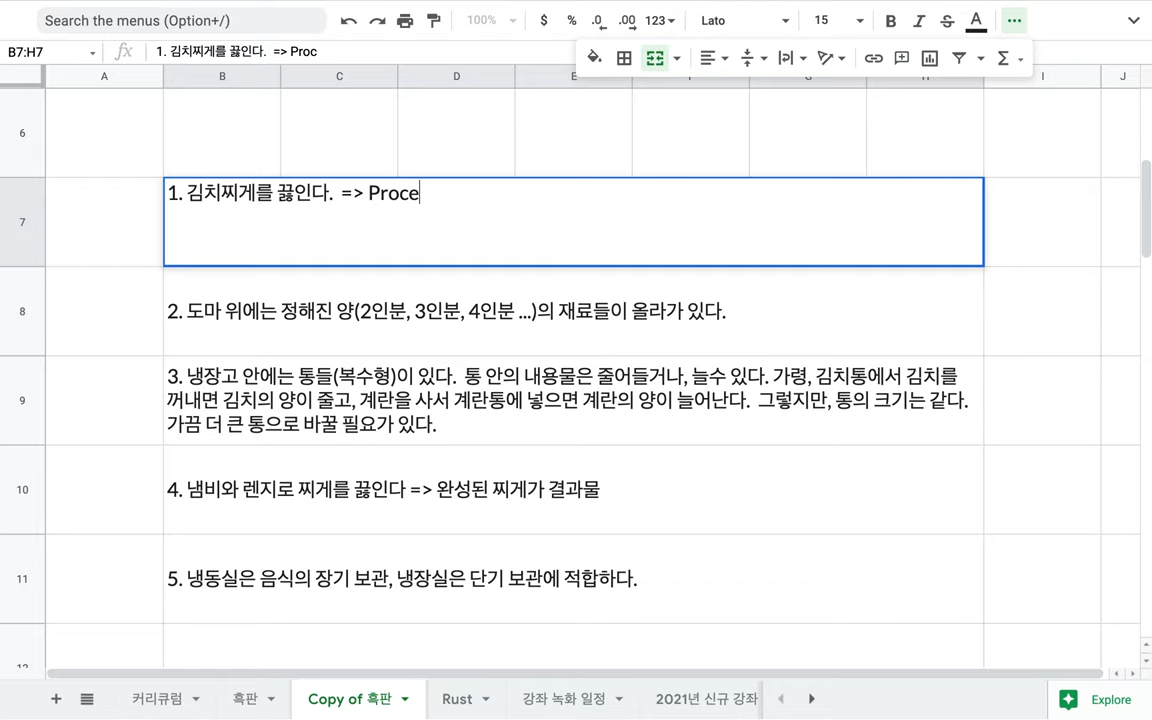 Search the menus (Option+/)
100%
$ % .0 .00 123
Lato
15
B I S A
B7:H7
fx
1. 김치찌게를 끓인다.  => Proc
A B C D E F G H I J
6
7
1. 김치찌게를 끓인다.  => Proce
8
2. 도마 위에는 정해진 양(2인분, 3인분, 4인분 ...)의 재료들이 올라가 있다.
9
3. 냉장고 안에는 통들(복수형)이 있다.  통 안의 내용물은 줄어들거나, 늘수 있다. 가령, 김치통에서 김치를
꺼내면 김치의 양이 줄고, 계란을 사서 계란통에 넣으면 계란의 양이 늘어난다.  그렇지만, 통의 크기는 같다.
가끔 더 큰 통으로 바꿀 필요가 있다.
10
4. 냄비와 렌지로 찌게를 끓인다 => 완성된 찌게가 결과물
11
5. 냉동실은 음식의 장기 보관, 냉장실은 단기 보관에 적합하다.
12
커리큘럼
흑판
Copy of 흑판
Rust
강좌 녹화 일정
2021년 신규 강좌
Explore